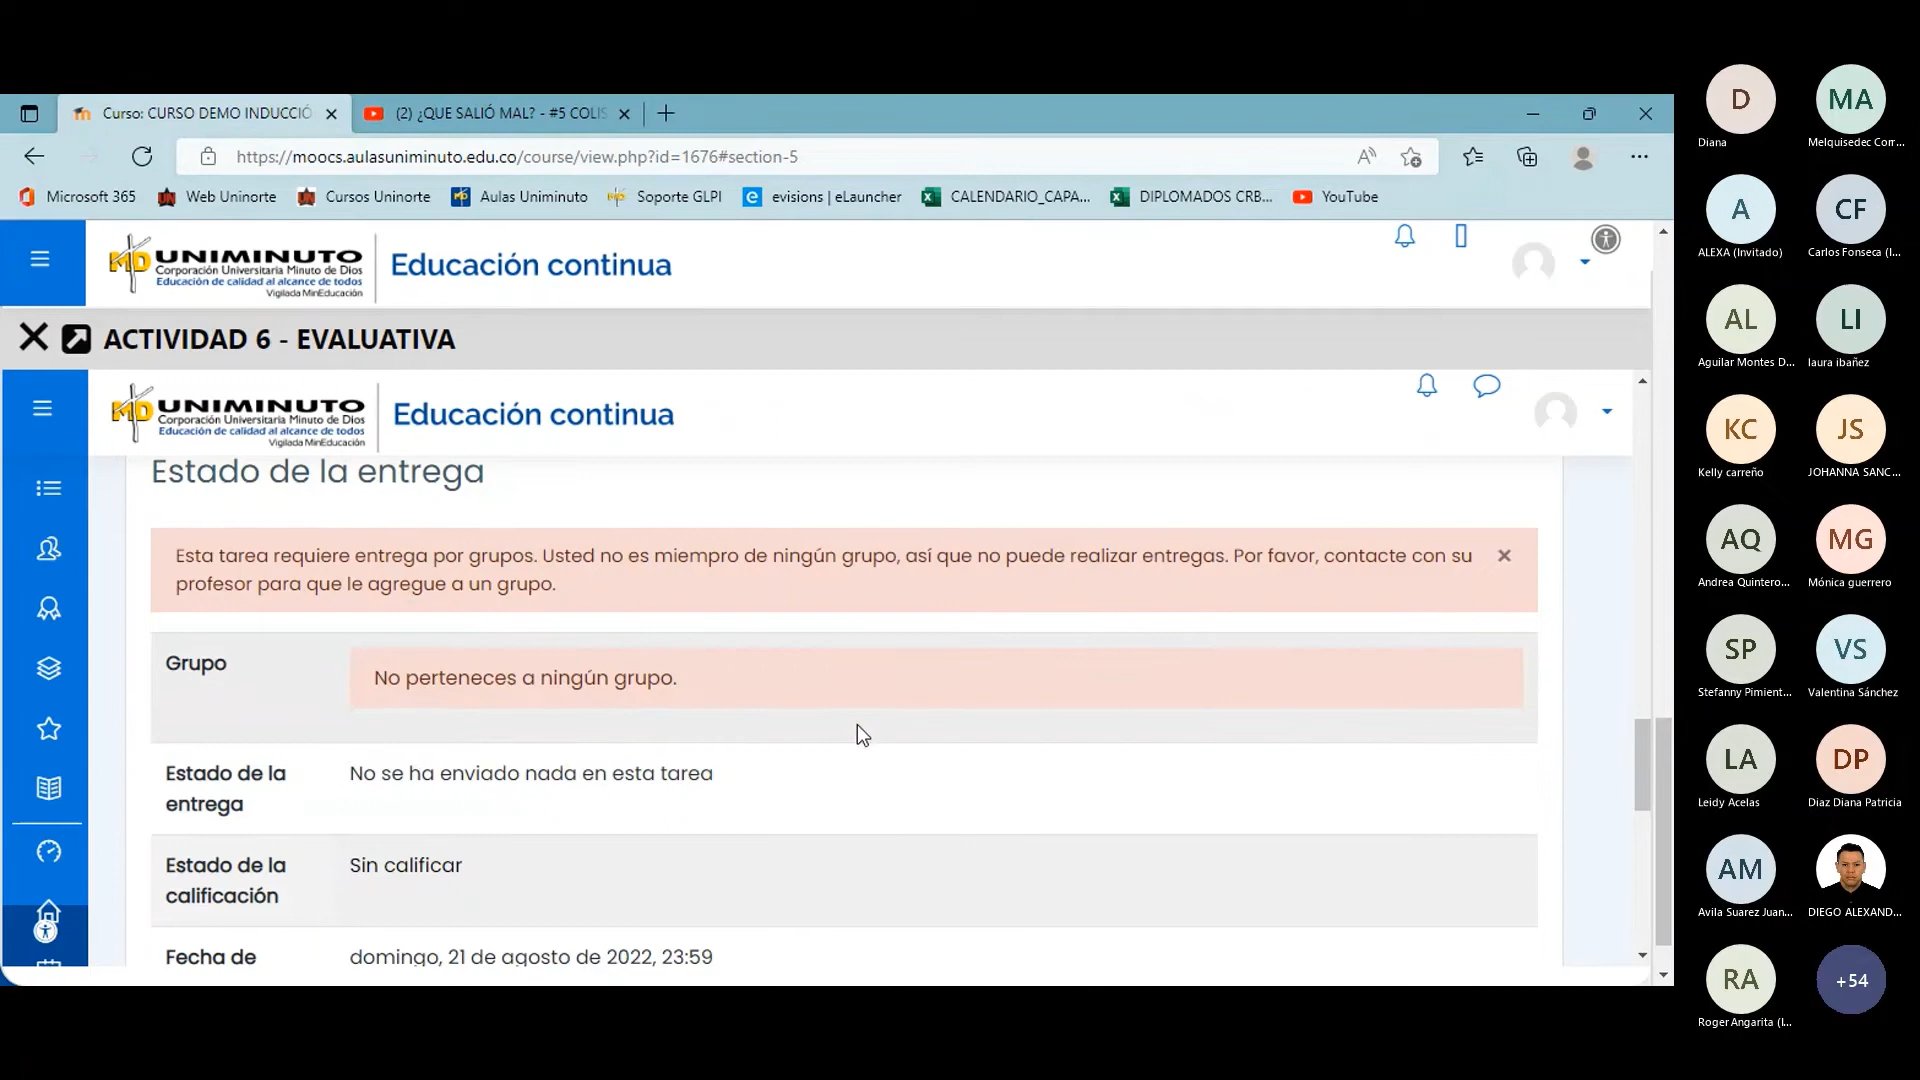 Curso: CURSO DEMO INDUCCIÓ
(2) ¿QUE SALIÓ MAL? - #5 COLIS
https://moocs.aulasuniminuto.edu.co/course/view.php?id=1676#section-5
Microsoft 365
Web Uninorte
Cursos Uninorte
Aulas Uniminuto
Soporte GLPI
evisions | eLauncher
CALENDARIO_CAPA...
DIPLOMADOS CRB...
YouTube
UNIMINUTO
Corporación Universitaria Minuto de Dios
Educación de calidad al alcance de todos
Vigilada MinEducación
Educación continua
ACTIVIDAD 6 - EVALUATIVA
UNIMINUTO
Corporación Universitaria Minuto de Dios
Educación de calidad al alcance de todos
Vigilada MinEducación
Educación continua
Estado de la entrega
Esta tarea requiere entrega por grupos. Usted no es miempro de ningún grupo, así que no puede realizar entregas. Por favor, contacte con su
profesor para que le agregue a un grupo.
Grupo
No perteneces a ningún grupo.
Estado de la
entrega
No se ha enviado nada en esta tarea
Estado de la
calificación
Sin calificar
Fecha de
domingo, 21 de agosto de 2022, 23:59
D
Diana
MA
Melquisedec Corr...
A
ALEXA (Invitado)
CF
Carlos Fonseca (I...
AL
Aguilar Montes D...
LI
laura ibañez
KC
Kelly carreño
JS
JOHANNA SANC...
AQ
Andrea Quintero...
MG
Mónica guerrero
SP
Stefanny Pimient...
VS
Valentina Sánchez
LA
Leidy Acelas
DP
Diaz Diana Patricia
AM
Avila Suarez Juan...
DIEGO ALEXAND...
RA
Roger Angarita (I...
+54